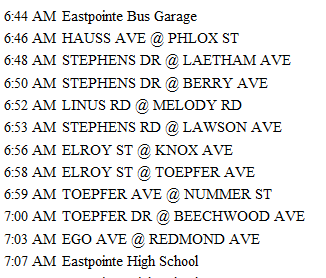 6:44 AM Eastpointe Bus Garage
6:46 AM HAUSS AVE @ PHLOX ST
6:48 AM STEPHENS DR @ LAETHAM AVE
6:50 AM STEPHENS DR @ BERRY AVE
6:52 AM LINUS RD @ MELODY RD
6:53 AM STEPHENS RD @ LAWSON AVE
6:56 AM ELROY ST @ KNOX AVE
6:58 AM ELROY ST @ TOEPFER AVE
6:59 AM TOEPFER AVE @ NUMMER ST
7:00 AM TOEPFER DR @ BEECHWOOD AVE
7:03 AM EGO AVE @ REDMOND AVE
7:07 AM Eastpointe High School